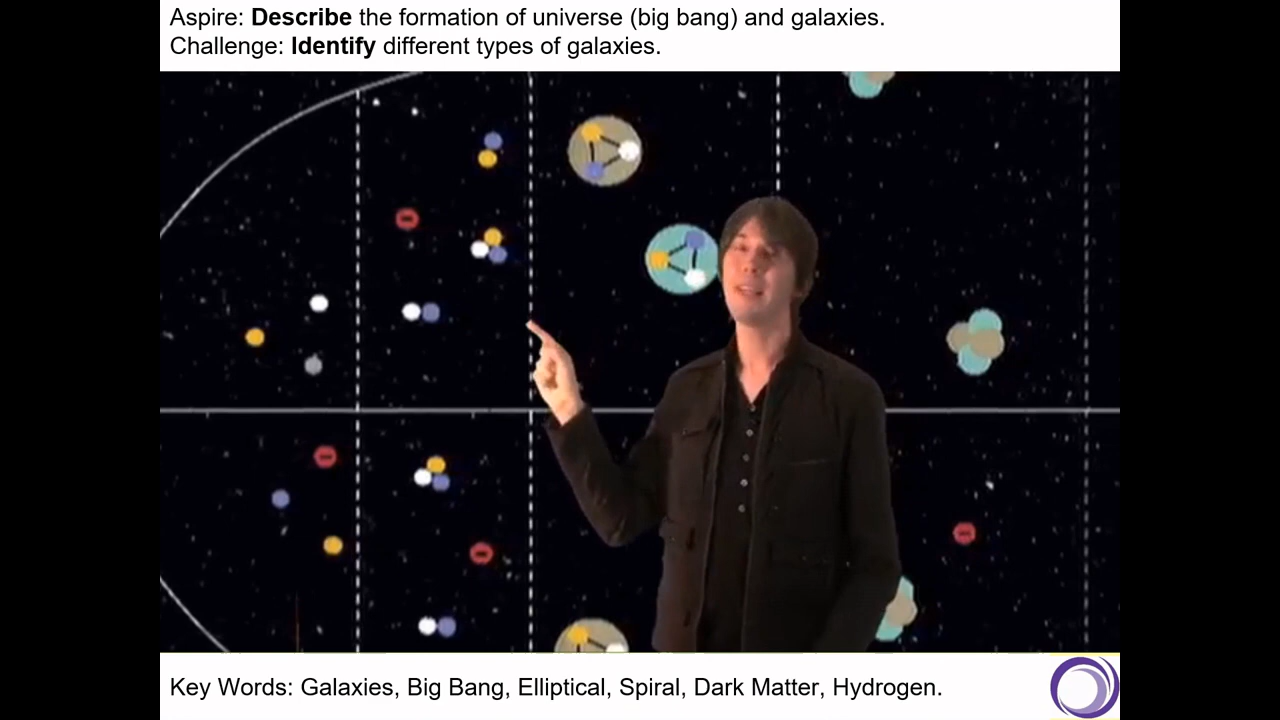 Aspire: Describe the formation of universe (big bang) and galaxies.
Challenge: Identify different types of galaxies.
Key Words: Galaxies, Big Bang, Elliptical, Spiral, Dark Matter, Hydrogen.